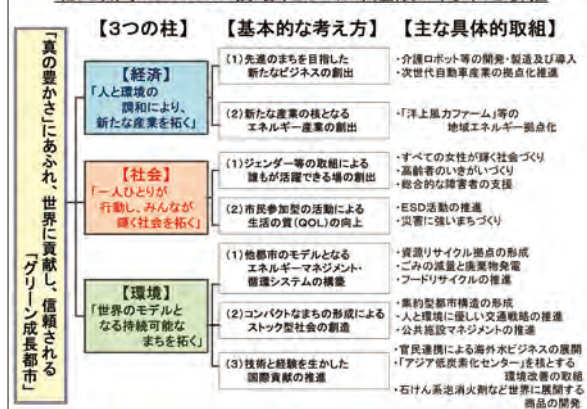 「真の豊かさ」にあふれ、世界に貢献し、信頼される
「グリーン成長都市」
【3つの柱】
【基本的な考え方】
【主な具体的取組】
【経済】
「人と環境の
調和により、
新たな産業を拓く」
(1)先進のまちを目指した
新たなビジネスの創出
・介護ロボット等の開発・製造及び導入
・次世代自動車産業の拠点化推進
(2)新たな産業の核となる
エネルギー産業の創出
・「洋上風力ファーム」等の
地域エネルギー拠点化
【社会】
「一人ひとりが
行動し、みんなが
輝く社会を拓く」
(1)ジェンダー等の取組による
誰もが活躍できる場の創出
・すべての女性が輝く社会づくり
・高齢者のいきがいづくり
・総合的な障害者の支援
(2)市民参加型の活動による
生活の質(QOL)の向上
・ESD活動の推進
・災害に強いまちづくり
【環境】
「世界のモデルと
なる持続可能な
まちを拓く」
(1)他都市のモデルとなる
エネルギーマネジメント・
循環システムの構築
・資源リサイクル拠点の形成
・ごみの減量と廃棄物発電
・フードリサイクルの推進
(2)コンパクトなまちの形成による
ストック型社会の創造
・集約型都市構造の形成
・人と環境に優しい交通戦略の推進
・公共施設マネジメントの推進
(3)技術と経験を生かした
国際貢献の推進
・官民連携による海外水ビジネスの展開
・「アジア低炭素化センター」を核とする
環境改善の取組
・石けん系泡消火剤など世界に展開する
商品の開発